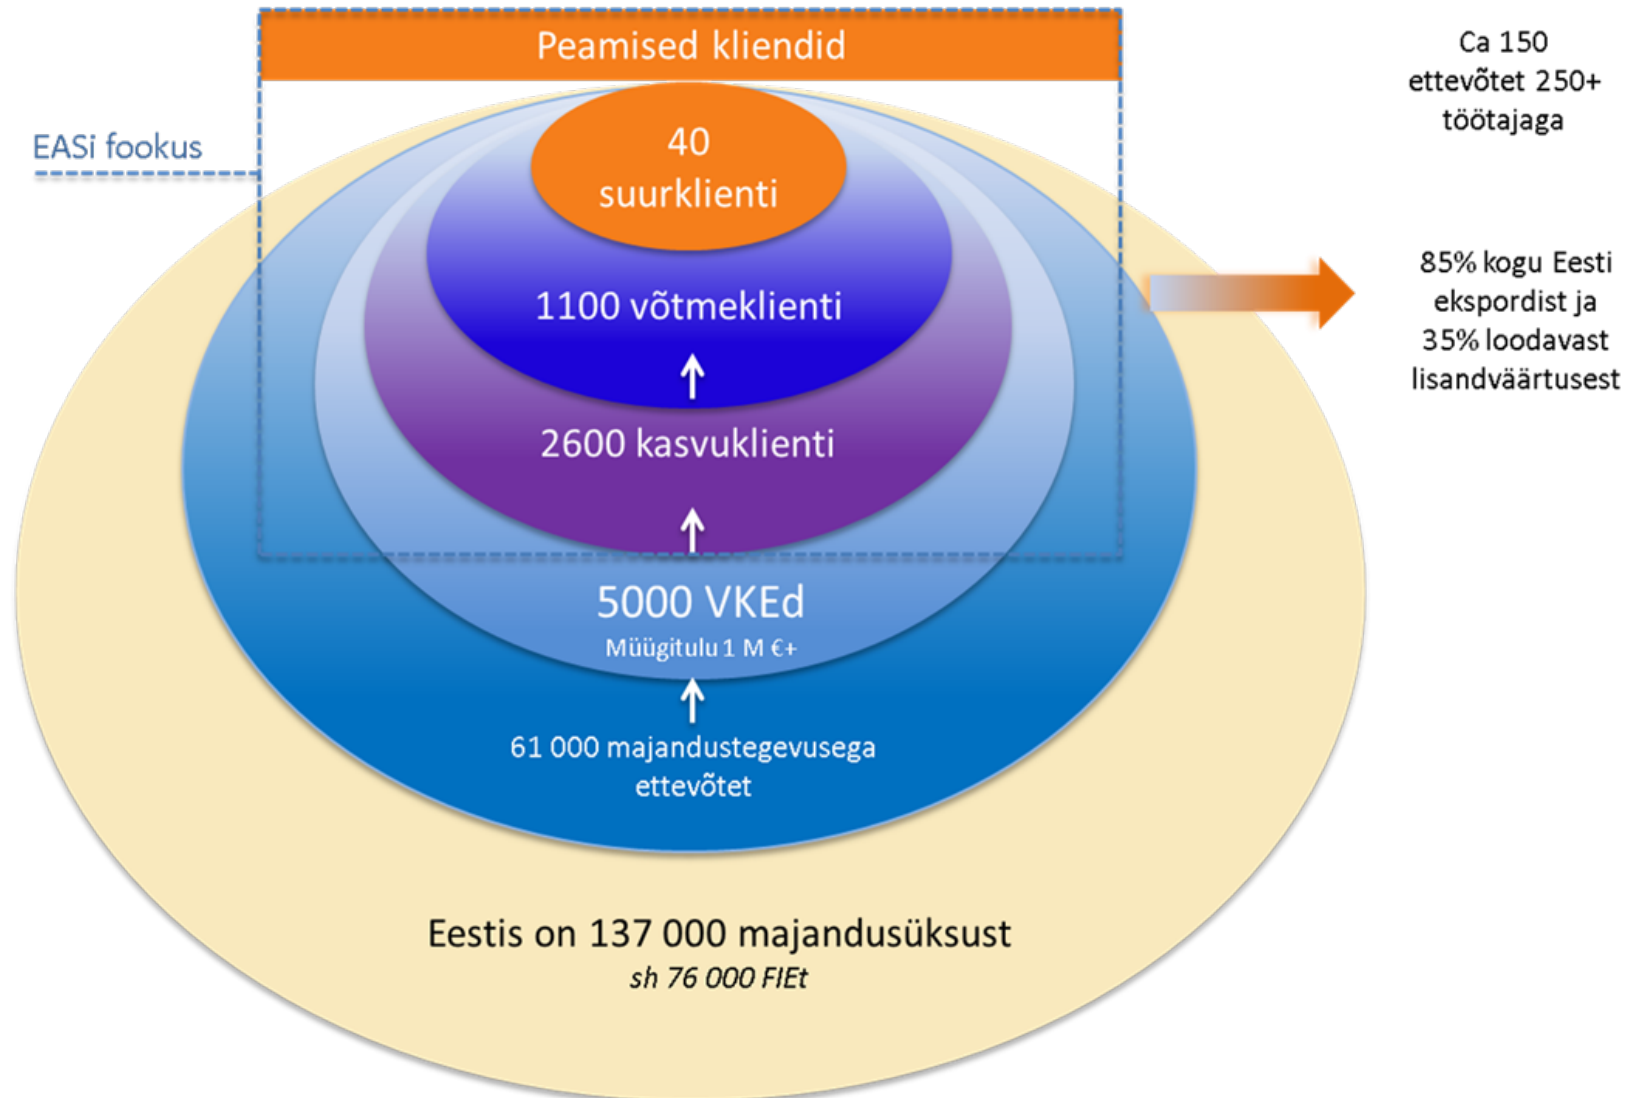 Peamised kliendid
EASi fookus
40
suurklienti
1100 võtmeklienti
2600 kasvuklienti
5000 VKEd
Müügitulu 1 M €+
61 000 majandustegevusega
ettevõtet
Eestis on 137 000 majandusüksust
sh 76 000 FIEt
Ca 150
ettevõtet 250+
töötajaga
85% kogu Eesti
ekspordist ja
35% loodavast
lisandväärtusest